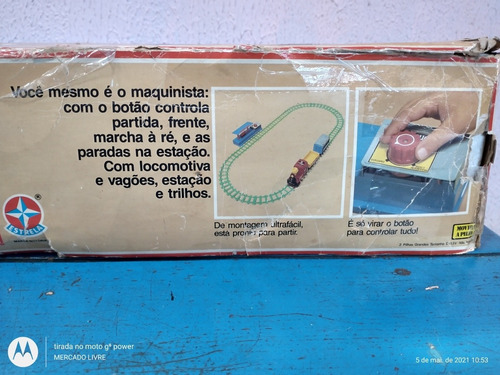 Você mesmo é o maquinista:
com o botão controla
partida, frente,
marcha à ré, e as
paradas na estação.
Com locomotiva
e vagões, estação
e trilhos.
ESTRELA
De montagem ultrafácil,
está pronto para partir.
É só virar o botão
para controlar tudo!
A PILHA
tirada no moto g⁸ power
MERCADO LIVRE
5 de mai. de 2021 10:53